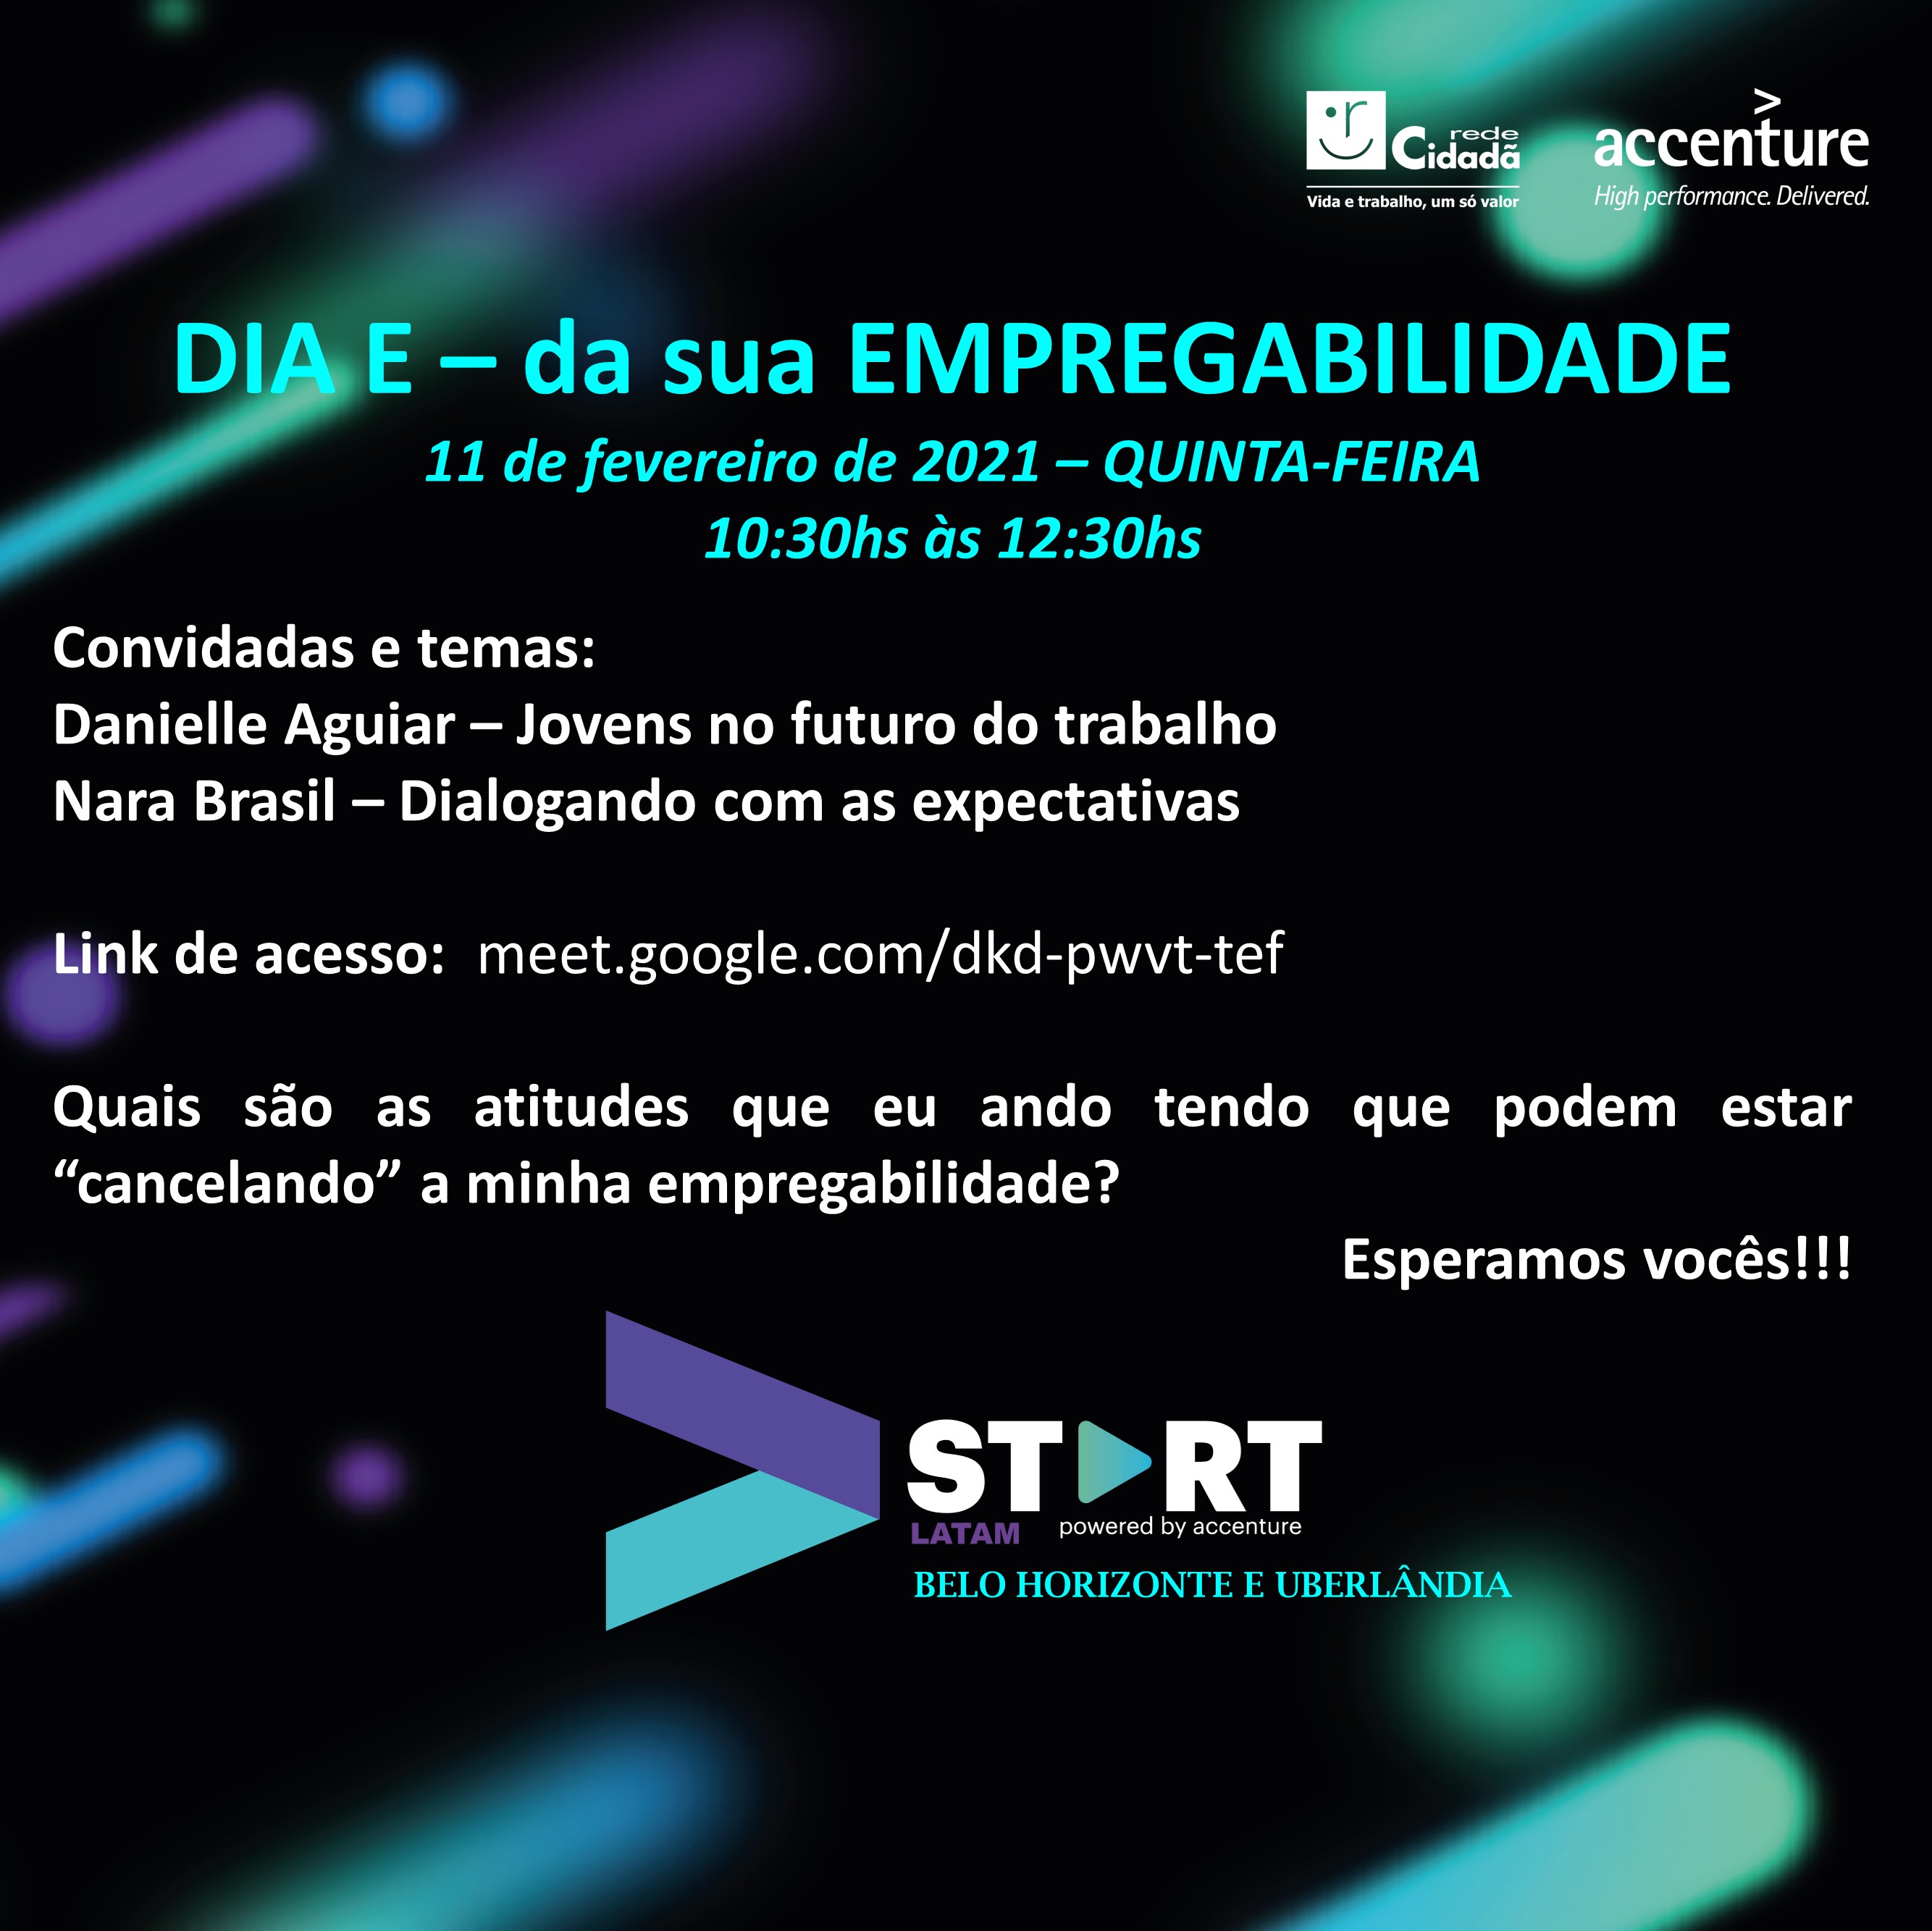 rede
Cidadã
Vida e trabalho, um só valor
accenture
High performance. Delivered.
DIA E – da sua EMPREGABILIDADE
11 de fevereiro de 2021 – QUINTA-FEIRA
10:30hs às 12:30hs
Convidadas e temas:
Danielle Aguiar – Jovens no futuro do trabalho
Nara Brasil – Dialogando com as expectativas
Link de acesso: meet.google.com/dkd-pwvt-tef
Quais são as atitudes que eu ando tendo que podem estar
“cancelando” a minha empregabilidade?
Esperamos vocês!!!
START
LATAM powered by accenture
BELO HORIZONTE E UBERLÂNDIA